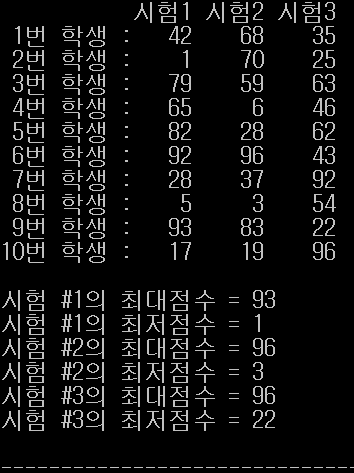 시험1 시험2 시험3
1번 학생 : 42 68 35
2번 학생 : 1 70 25
3번 학생 : 79 59 63
4번 학생 : 65 6 46
5번 학생 : 82 28 62
6번 학생 : 92 96 43
7번 학생 : 28 37 92
8번 학생 : 5 3 54
9번 학생 : 93 83 22
10번 학생 : 17 19 96
시험 #1의 최대점수 = 93
시험 #1의 최저점수 = 1
시험 #2의 최대점수 = 96
시험 #2의 최저점수 = 3
시험 #3의 최대점수 = 96
시험 #3의 최저점수 = 22
--------------------------------